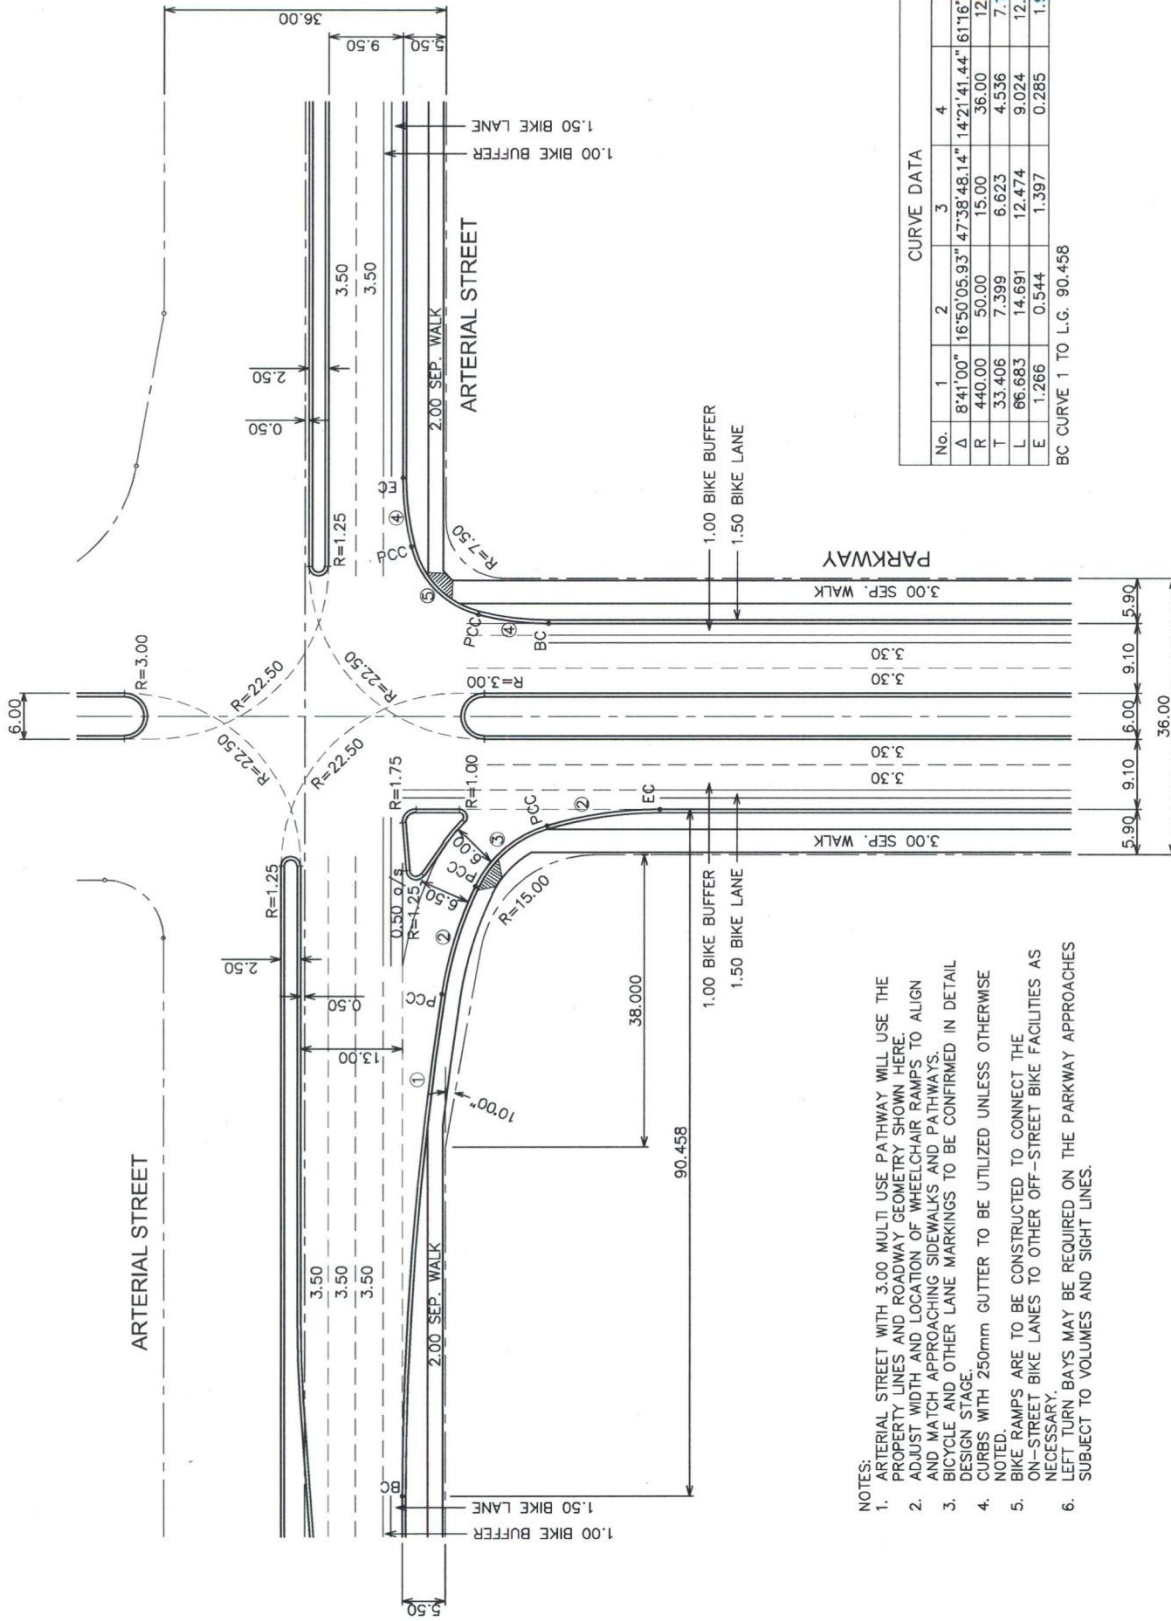 36.00
9.50
5.50
1.50 BIKE LANE
1.00 BIKE BUFFER
6.00
R=3.00
R=22.50
R=22.50
R=22.50
R=22.50
R=3.00
2.50
0.50
R=1.25
3.50
3.50
2.00 SEP. WALK
ARTERIAL STREET
EC
4
PCC
5
PCC
4
BC
R=7.50
1.00 BIKE BUFFER
1.50 BIKE LANE
PARKWAY
3.00 SEP. WALK
3.30
3.30
3.30
3.30
3.00 SEP. WALK
5.90
9.10
6.00
9.10
5.90
36.00
ARTERIAL STREET
R=1.25
2.50
0.50
13.00
3.50
3.50
3.50
R=1.75
R=1.00
0.50 o/s
R=1.25
6.50
6.00
PCC
3
PCC
2
EC
2
PCC
1
10°00"
R=15.00
38.000
90.458
1.00 BIKE BUFFER
1.50 BIKE LANE
2.00 SEP. WALK
BC
1.50 BIKE LANE
1.00 BIKE BUFFER
5.50
CURVE DATA
No. 1 2 3 4
Δ 8°41'00" 16°50'05.93" 47°38'48.14" 14°21'41.44" 61°16'
R 440.00 50.00 15.00 36.00 12
T 33.406 7.399 6.623 4.536 7.
L 66.683 14.691 12.474 9.024 12.
E 1.266 0.544 1.397 0.285 1.
BC CURVE 1 TO L.G. 90.458
NOTES:
1. ARTERIAL STREET WITH 3.00 MULTI USE PATHWAY WILL USE THE
PROPERTY LINES AND ROADWAY GEOMETRY SHOWN HERE.
2. ADJUST WIDTH AND LOCATION OF WHEELCHAIR RAMPS TO ALIGN
AND MATCH APPROACHING SIDEWALKS AND PATHWAYS.
3. BICYCLE AND OTHER LANE MARKINGS TO BE CONFIRMED IN DETAIL
DESIGN STAGE.
4. CURBS WITH 250mm GUTTER TO BE UTILIZED UNLESS OTHERWISE
NOTED.
5. BIKE RAMPS ARE TO BE CONSTRUCTED TO CONNECT THE
ON-STREET BIKE LANES TO OTHER OFF-STREET BIKE FACILITIES AS
NECESSARY.
6. LEFT TURN BAYS MAY BE REQUIRED ON THE PARKWAY APPROACHES
SUBJECT TO VOLUMES AND SIGHT LINES.